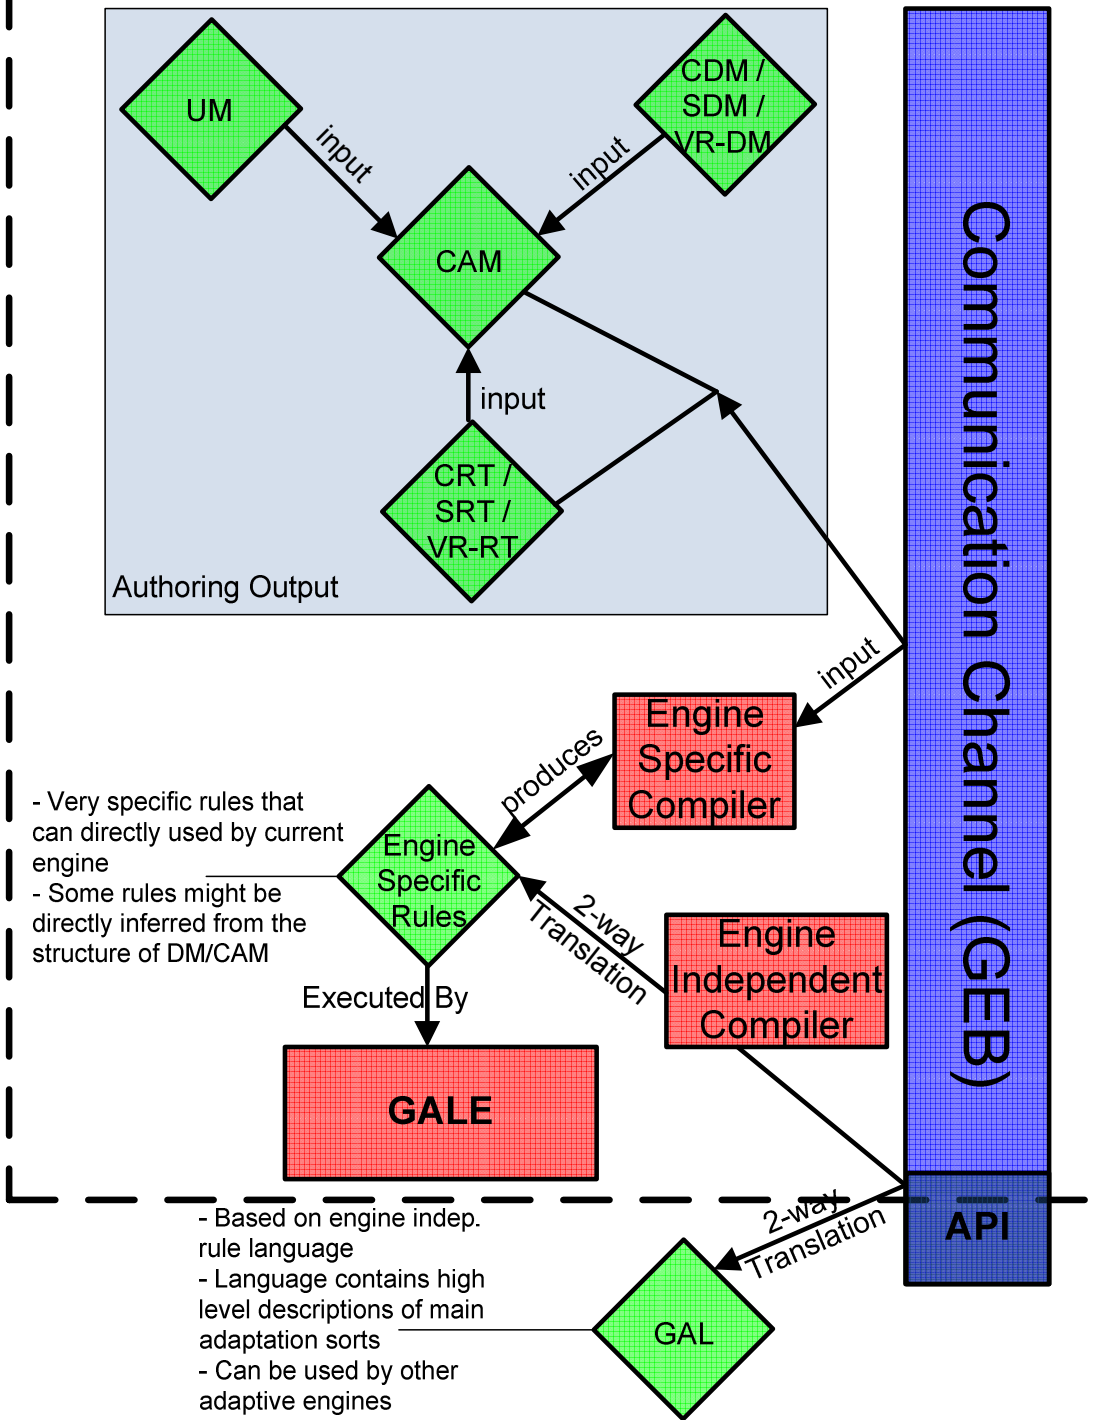 UM
CDM /
SDM /
VR-DM
input
input
CAM
input
CRT /
SRT /
VR-RT
Authoring Output
Communication Channel (GEB)
input
Engine
Specific
Compiler
produces
- Very specific rules that
can directly used by current
engine
- Some rules might be
directly inferred from the
structure of DM/CAM
Engine
Specific
Rules
2-way
Translation
Engine
Independent
Compiler
Executed By
GALE
API
2-way
Translation
- Based on engine indep.
rule language
- Language contains high
level descriptions of main
adaptation sorts
- Can be used by other
adaptive engines
GAL